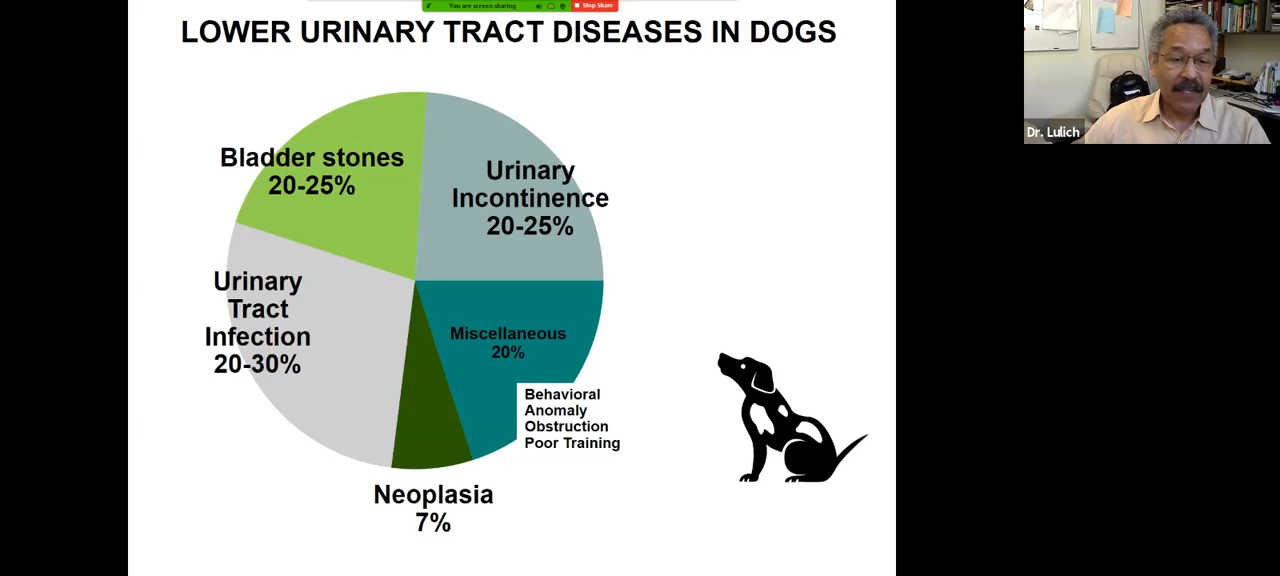 You are screen sharing
Stop Share
LOWER URINARY TRACT DISEASES IN DOGS
Dr. Lulich
Bladder stones
20-25%
Urinary
Incontinence
20-25%
Urinary
Tract
Infection
20-30%
Miscellaneous
20%
Behavioral
Anomaly
Obstruction
Poor Training
Neoplasia
7%